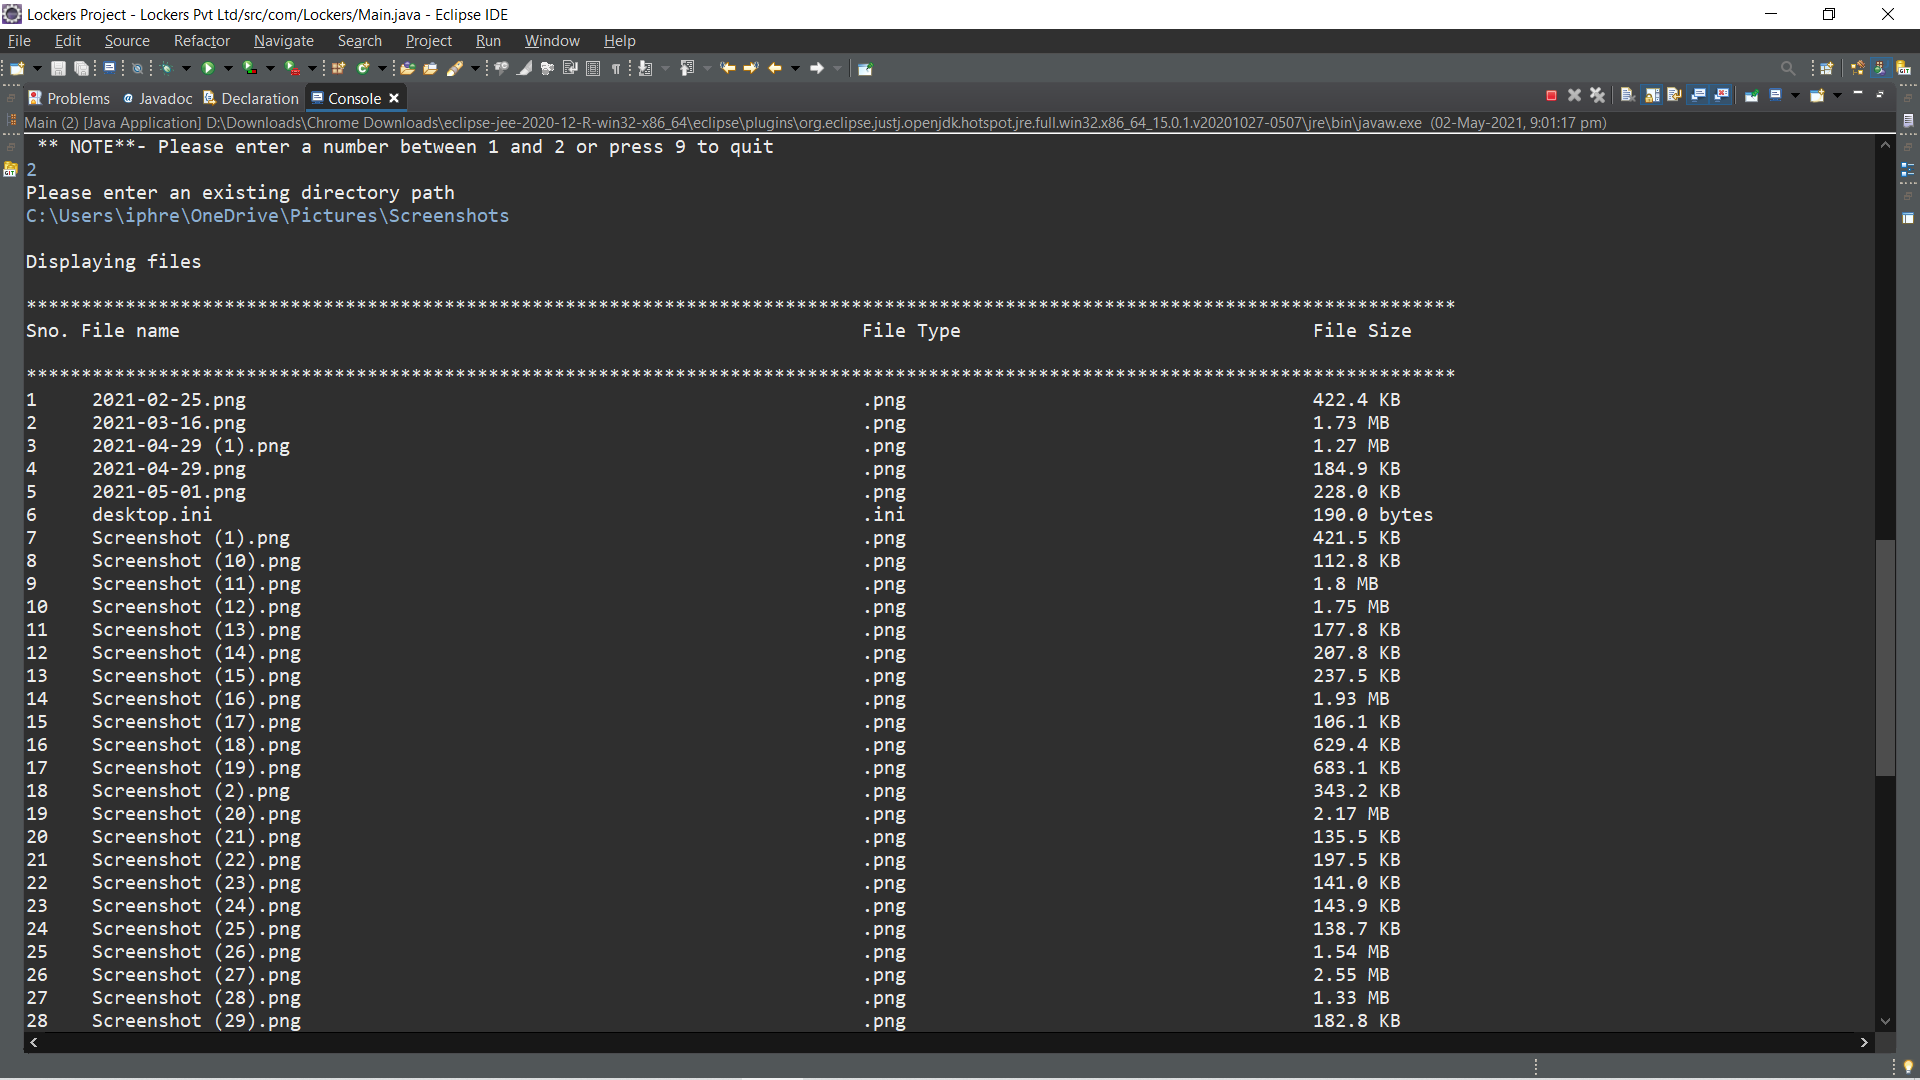 Lockers Project - Lockers Pvt Ltd/src/com/Lockers/Main.java - Eclipse IDE
File Edit Source Refactor Navigate Search Project Run Window Help
Problems Javadoc Declaration Console
Main (2) [Java Application] D:\Downloads\Chrome Downloads\eclipse-jee-2020-12-R-win32-x86_64\eclipse\plugins\org.eclipse.justj.openjdk.hotspot.jre.full.win32.x86_64_15.0.1.v20201027-0507\jre\bin\javaw.exe (02-May-2021, 9:01:17 pm)
** NOTE**- Please enter a number between 1 and 2 or press 9 to quit
2
Please enter an existing directory path
C:\Users\iphre\OneDrive\Pictures\Screenshots
Displaying files
**********************************************************************************************************************************
Sno. File name File Type File Size
**********************************************************************************************************************************
1 2021-02-25.png .png 422.4 KB
2 2021-03-16.png .png 1.73 MB
3 2021-04-29 (1).png .png 1.27 MB
4 2021-04-29.png .png 184.9 KB
5 2021-05-01.png .png 228.0 KB
6 desktop.ini .ini 190.0 bytes
7 Screenshot (1).png .png 421.5 KB
8 Screenshot (10).png .png 112.8 KB
9 Screenshot (11).png .png 1.8 MB
10 Screenshot (12).png .png 1.75 MB
11 Screenshot (13).png .png 177.8 KB
12 Screenshot (14).png .png 207.8 KB
13 Screenshot (15).png .png 237.5 KB
14 Screenshot (16).png .png 1.93 MB
15 Screenshot (17).png .png 106.1 KB
16 Screenshot (18).png .png 629.4 KB
17 Screenshot (19).png .png 683.1 KB
18 Screenshot (2).png .png 343.2 KB
19 Screenshot (20).png .png 2.17 MB
20 Screenshot (21).png .png 135.5 KB
21 Screenshot (22).png .png 197.5 KB
22 Screenshot (23).png .png 141.0 KB
23 Screenshot (24).png .png 143.9 KB
24 Screenshot (25).png .png 138.7 KB
25 Screenshot (26).png .png 1.54 MB
26 Screenshot (27).png .png 2.55 MB
27 Screenshot (28).png .png 1.33 MB
28 Screenshot (29).png .png 182.8 KB